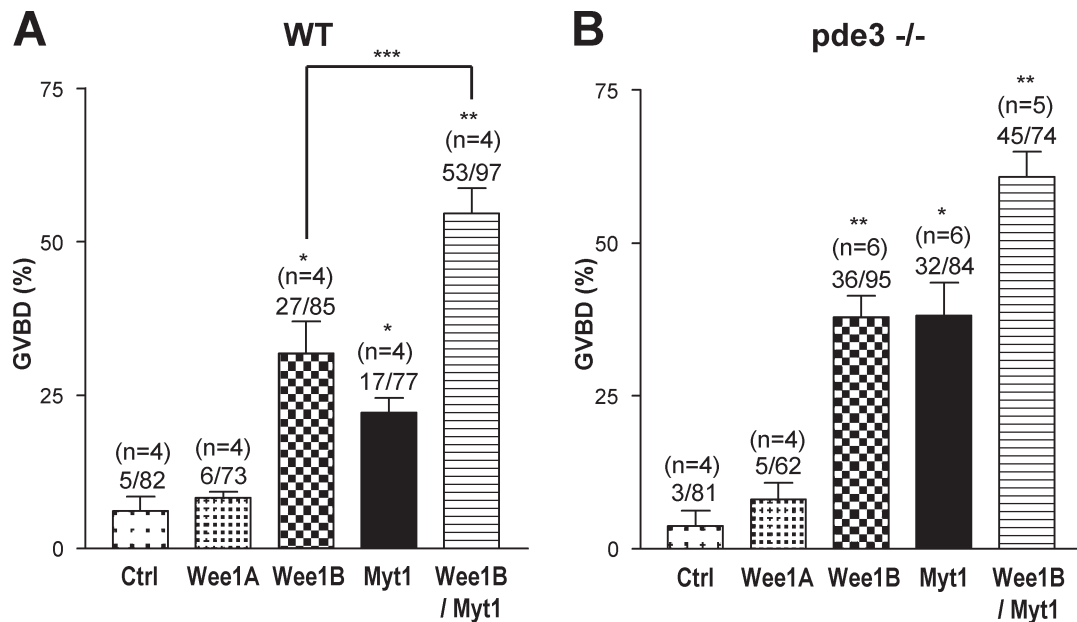 A
WT
***
75
50
25
0
GVBD (%)
(n=4)
5/82
(n=4)
6/73
*
(n=4)
27/85
*
(n=4)
17/77
**
(n=4)
53/97
Ctrl
Wee1A
Wee1B
Myt1
Wee1B
/ Myt1
B
pde3 -/-
75
50
25
0
GVBD (%)
(n=4)
3/81
(n=4)
5/62
**
(n=6)
36/95
*
(n=6)
32/84
**
(n=5)
45/74
Ctrl
Wee1A
Wee1B
Myt1
Wee1B
/ Myt1